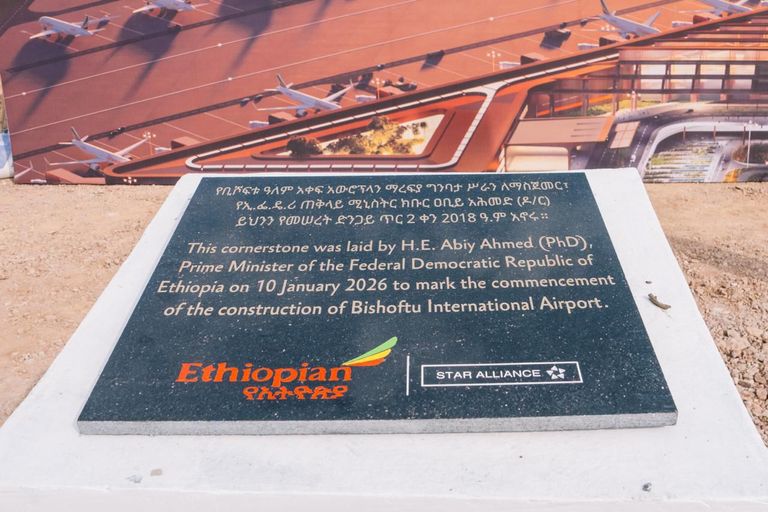 የቢሾፍቱ ዓለም አቀፍ አውሮፕላን ማረፍያ ግንባታ ሥራን ለማስጀመር፣
የኢ.ፌ.ዴ.ሪ ጠቅላይ ሚኒስትር ክቡር ዐቢይ አሕመድ (ዶ/ር)
ይህንን የመሠረት ድንጋይ ጥር 2 ቀን 2018 ዓ.ም አኖሩ።
This cornerstone was laid by H.E. Abiy Ahmed (PhD),
Prime Minister of the Federal Democratic Republic of
Ethiopia on 10 January 2026 to mark the commencement
of the construction of Bishoftu International Airport.
Ethiopian
የኢትዮጵያ
STAR ALLIANCE